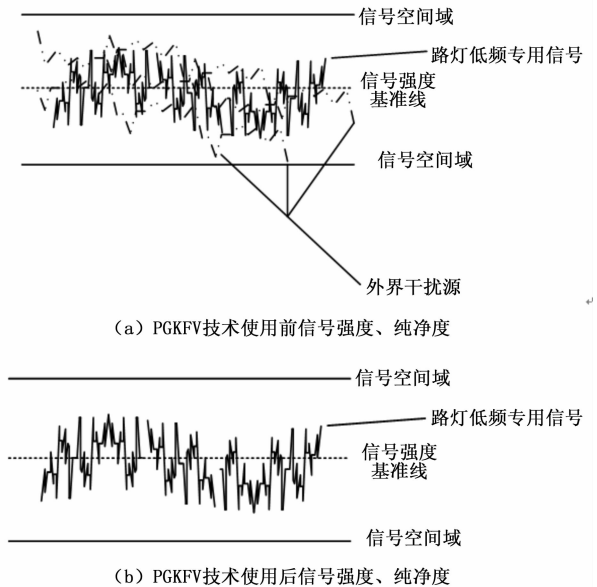 信号空间域
路灯低频专用信号
信号强度
基准线
信号空间域
外界干扰源
（a）PGKFV技术使用前信号强度、纯净度
信号空间域
路灯低频专用信号
信号强度
基准线
信号空间域
（b）PGKFV技术使用后信号强度、纯净度